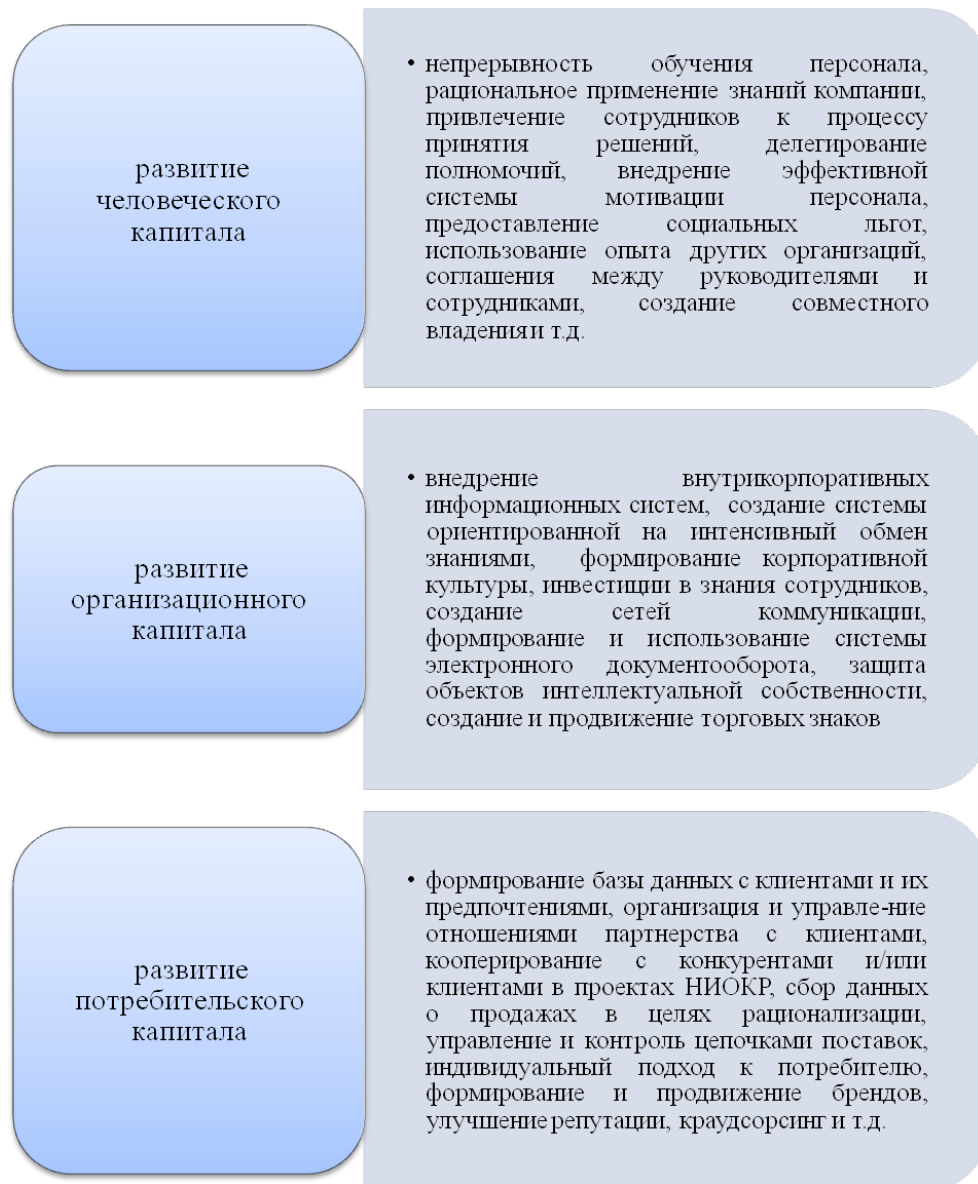 развитие
человеческого
капитала
• непрерывность обучения персонала,
рациональное применение знаний компании,
привлечение сотрудников к процессу
принятия решений, делегирование
полномочий, внедрение эффективной
системы мотивации персонала,
предоставление социальных льгот,
использование опыта других организаций,
соглашения между руководителями и
сотрудниками, создание совместного
владения и т.д.
развитие
организационного
капитала
• внедрение внутрикорпоративных
информационных систем, создание системы
ориентированной на интенсивный обмен
знаниями, формирование корпоративной
культуры, инвестиции в знания сотрудников,
создание сетей коммуникации,
формирование и использование системы
электронного документооборота, защита
объектов интеллектуальной собственности,
создание и продвижение торговых знаков
развитие
потребительского
капитала
• формирование базы данных с клиентами и их
предпочтениями, организация и управле-ние
отношениями партнерства с клиентами,
кооперирование с конкурентами и/или
клиентами в проектах НИОКР, сбор данных
о продажах в целях рационализации,
управление и контроль цепочками поставок,
индивидуальный подход к потребителю,
формирование и продвижение брендов,
улучшение репутации, краудсорсинг и т.д.